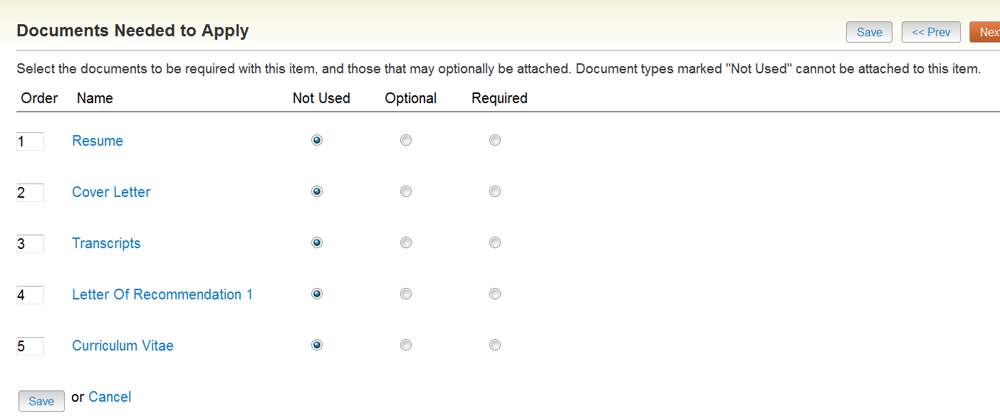 Documents Needed to Apply
Save << Prev Nex
Select the documents to be required with this item, and those that may optionally be attached. Document types marked "Not Used" cannot be attached to this item.
Order Name Not Used Optional Required
1 Resume
2 Cover Letter
3 Transcripts
4 Letter Of Recommendation 1
5 Curriculum Vitae
Save or Cancel